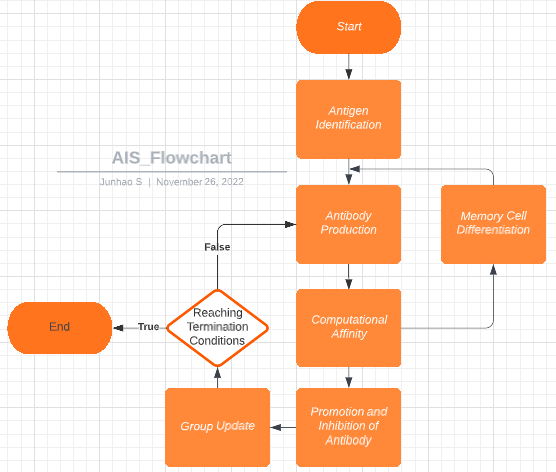 Start
Antigen
Identification
AIS_Flowchart
Junhao S | November 26, 2022
Antibody
Production
Memory Cell
Differentiation
False
Reaching
Termination
Conditions
True
End
Computational
Affinity
Group Update
Promotion and
Inhibition of
Antibody